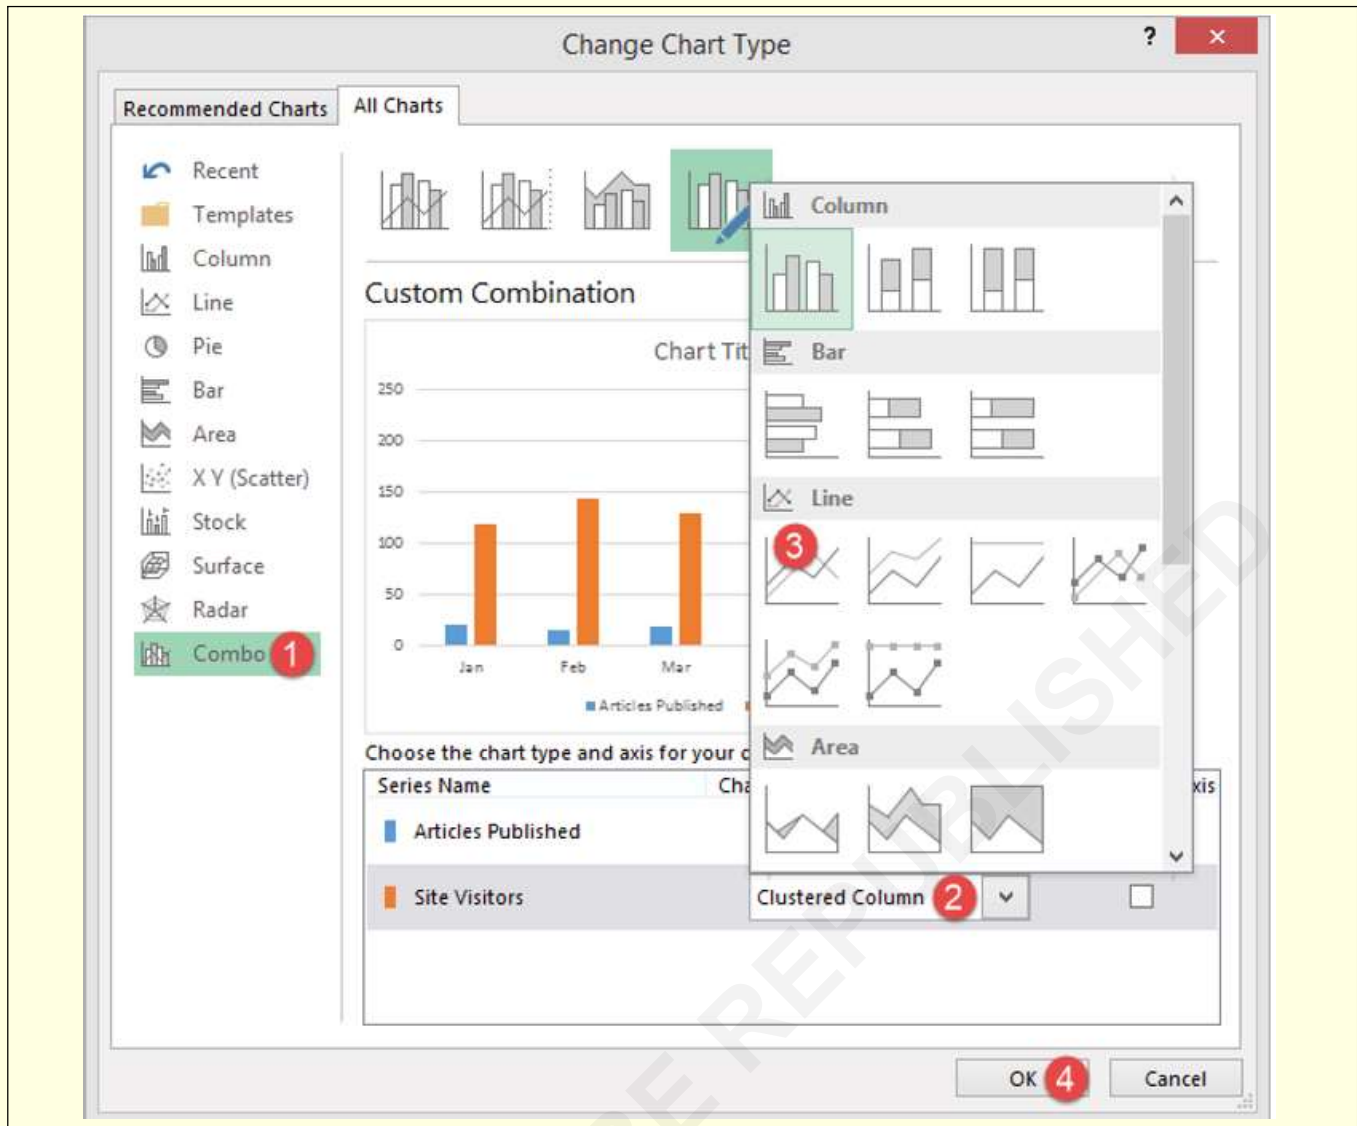 Change Chart Type
?
Recommended Charts
All Charts
Recent
Templates
Column
Line
Pie
Bar
Area
X Y (Scatter)
Stock
Surface
Radar
Combo 1
Custom Combination
Chart Tit
250
200
150
100
50
0
Jan Feb Mar
Articles Published
Column
Bar
Line
3
Area
Choose the chart type and axis for your d
Series Name Cha xis
Articles Published
Site Visitors Clustered Column 2
OK 4 Cancel
E REPUBLISHED